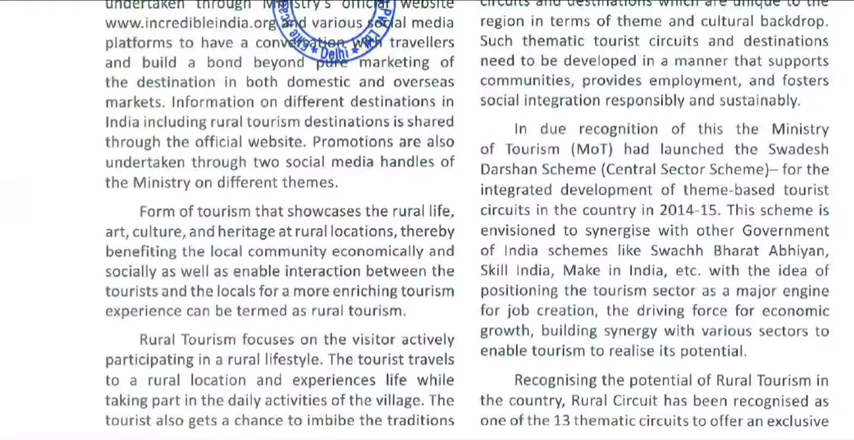 undertaken through Ministry's official website
www.incredibleindia.org and various social media
platforms to have a conversation with travellers
and build a bond beyond pure marketing of
the destination in both domestic and overseas
markets. Information on different destinations in
India including rural tourism destinations is shared
through the official website. Promotions are also
undertaken through two social media handles of
the Ministry on different themes.
Form of tourism that showcases the rural life,
art, culture, and heritage at rural locations, thereby
benefiting the local community economically and
socially as well as enable interaction between the
tourists and the locals for a more enriching tourism
experience can be termed as rural tourism.
Rural Tourism focuses on the visitor actively
participating in a rural lifestyle. The tourist travels
to a rural location and experiences life while
taking part in the daily activities of the village. The
tourist also gets a chance to imbibe the traditions
circuits and destinations which are unique to the
region in terms of theme and cultural backdrop.
Such thematic tourist circuits and destinations
need to be developed in a manner that supports
communities, provides employment, and fosters
social integration responsibly and sustainably.
In due recognition of this the Ministry
of Tourism (MoT) had launched the Swadesh
Darshan Scheme (Central Sector Scheme)– for the
integrated development of theme-based tourist
circuits in the country in 2014-15. This scheme is
envisioned to synergise with other Government
of India schemes like Swachh Bharat Abhiyan,
Skill India, Make in India, etc. with the idea of
positioning the tourism sector as a major engine
for job creation, the driving force for economic
growth, building synergy with various sectors to
enable tourism to realise its potential.
Recognising the potential of Rural Tourism in
the country, Rural Circuit has been recognised as
one of the 13 thematic circuits to offer an exclusive
Delhi